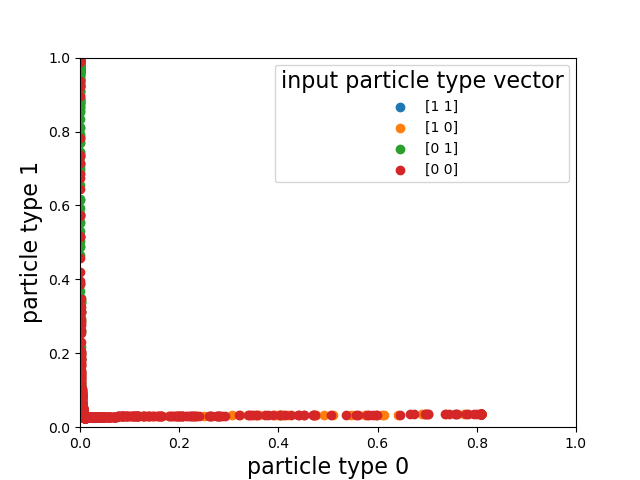 input particle type vector
[1 1]
[1 0]
[0 1]
[0 0]
particle type 1
1.0
0.8
0.6
0.4
0.2
0.0
0.0 0.2 0.4 0.6 0.8 1.0
particle type 0